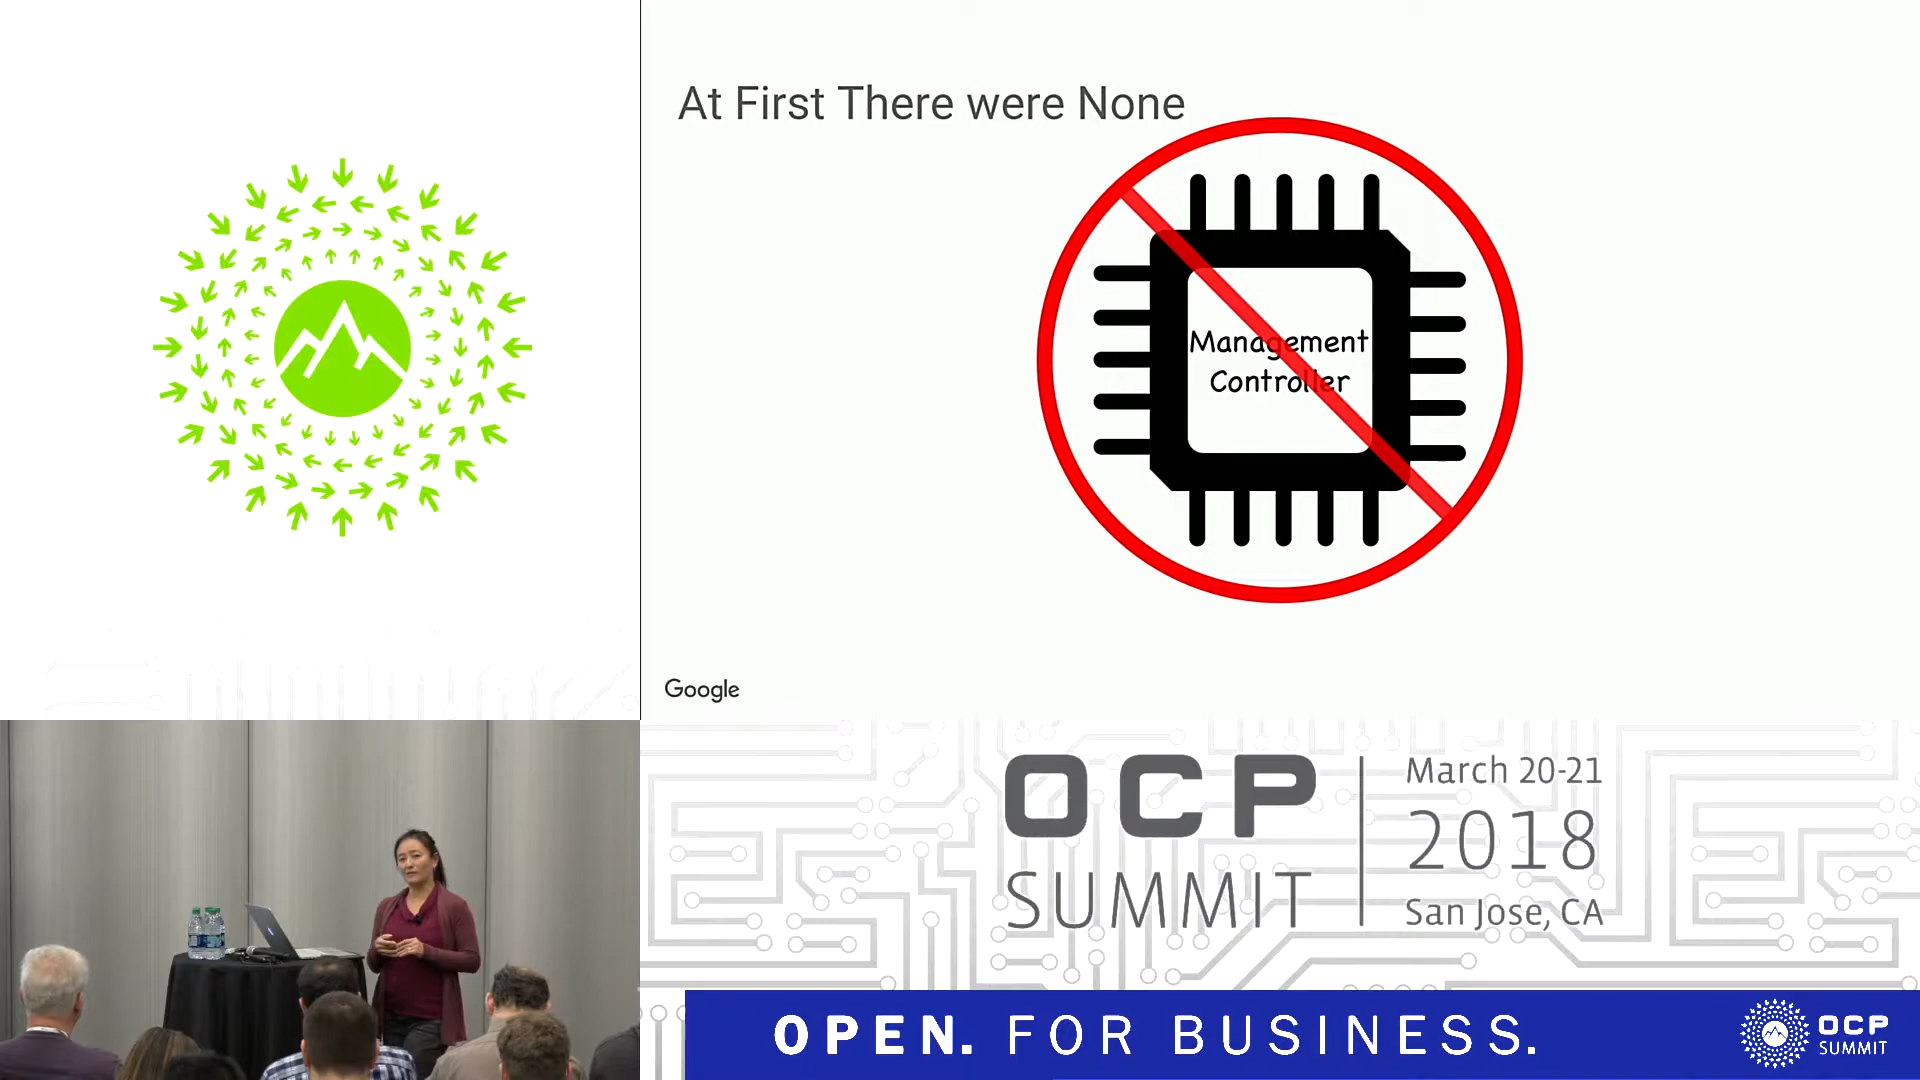 At First There were None
Management
Controller
Google
OCP
SUMMIT
March 20-21
2018
San Jose, CA
OPEN. FOR BUSINESS.
OCP
SUMMIT